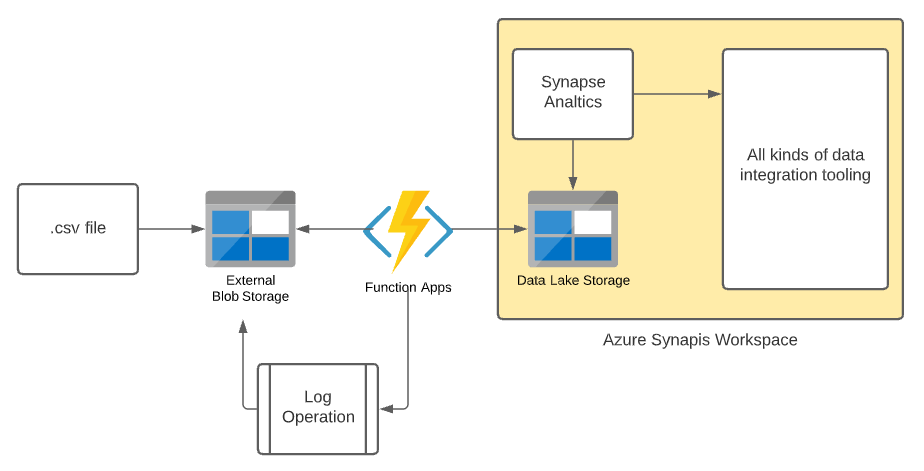 Synapse
Analtics
All kinds of data
integration tooling
.csv file
External
Blob Storage
Function Apps
Data Lake Storage
Azure Synapis Workspace
Log
Operation